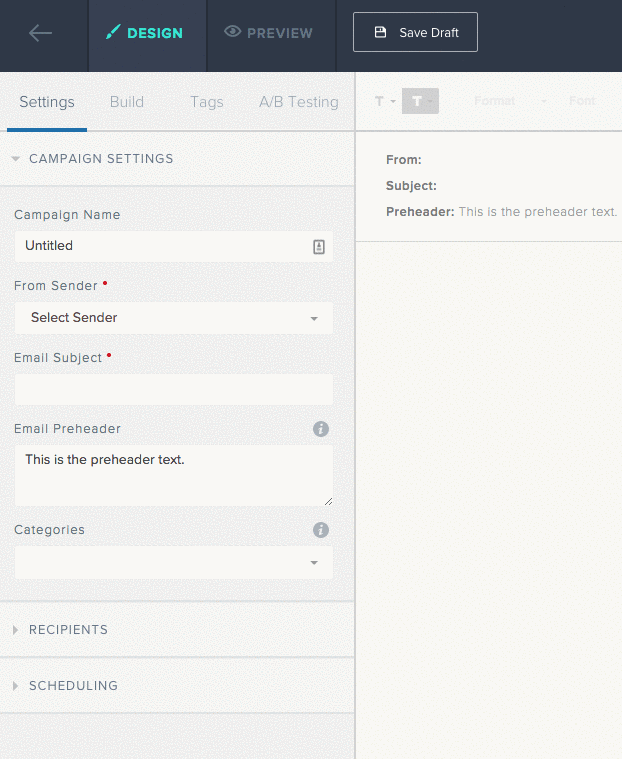 DESIGN
PREVIEW
Save Draft
Settings
Build
Tags
A/B Testing
T
T
Format
Font
CAMPAIGN SETTINGS
Campaign Name
Untitled
From Sender •
Select Sender
Email Subject •
Email Preheader
This is the preheader text.
Categories
RECIPIENTS
SCHEDULING
From:
Subject:
Preheader: This is the preheader text.